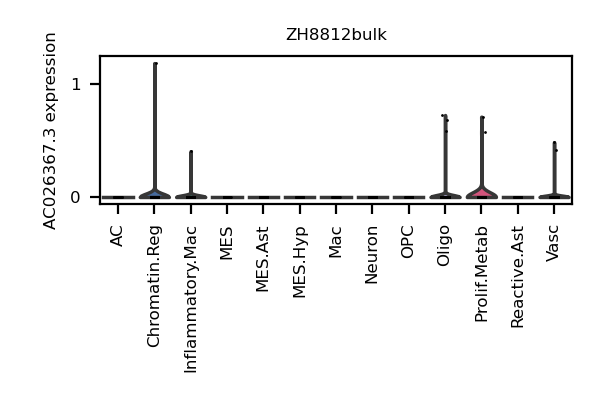 ZH8812bulk
AC026367.3 expression
1
0
AC
Chromatin.Reg
Inflammatory.Mac
MES
MES.Ast
MES.Hyp
Mac
Neuron
OPC
Oligo
Prolif.Metab
Reactive.Ast
Vasc